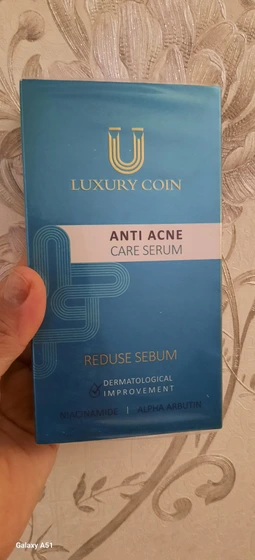 LUXURY COIN
ANTI ACNE
CARE SERUM
REDUSE SEBUM
DERMATOLOGICAL
IMPROVEMENT
NIACINAMIDE | ALPHA ARBUTIN
Galaxy A51